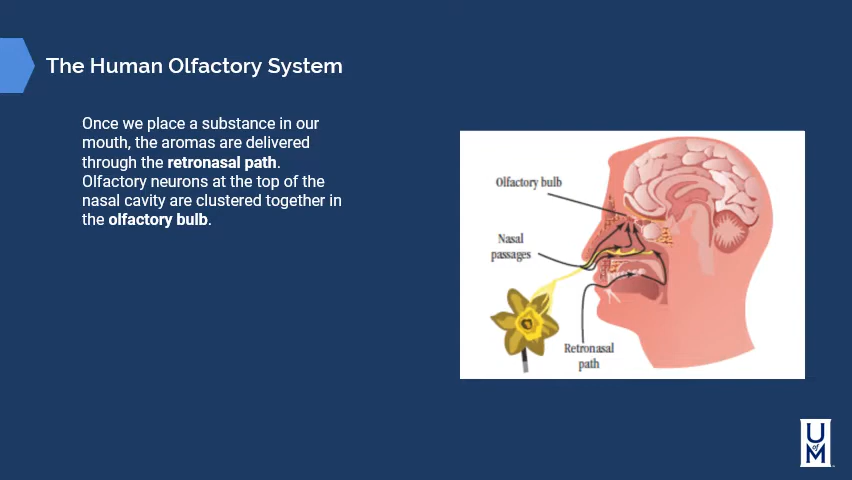 The Human Olfactory System
Once we place a substance in our
mouth, the aromas are delivered
through the retronasal path.
Olfactory neurons at the top of the
nasal cavity are clustered together in
the olfactory bulb.
Olfactory bulb
Nasal
passages
Retronasal
path
U
of
M